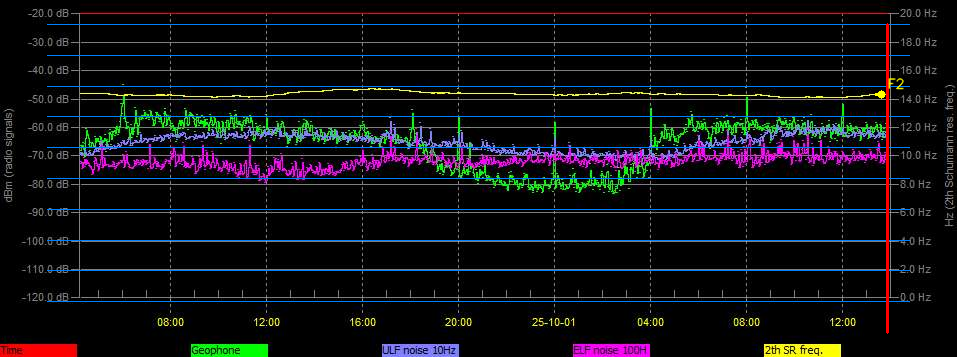 -20.0 dB 20.0 Hz
-30.0 dB 18.0 Hz
-40.0 dB 16.0 Hz
F2
-50.0 dB 14.0 Hz
-60.0 dB 12.0 Hz
-70.0 dB 10.0 Hz
-80.0 dB 8.0 Hz
-90.0 dB 6.0 Hz
-100.0 dB 4.0 Hz
-110.0 dB 2.0 Hz
-120.0 dB 0.0 Hz
dBm (radio signals)
Hz (2th Schumann res. freq.)
08:00 12:00 16:00 20:00 25-10-01 04:00 08:00 12:00
Time Geophone ULF noise 10Hz ELF noise 100H 2th SR freq.